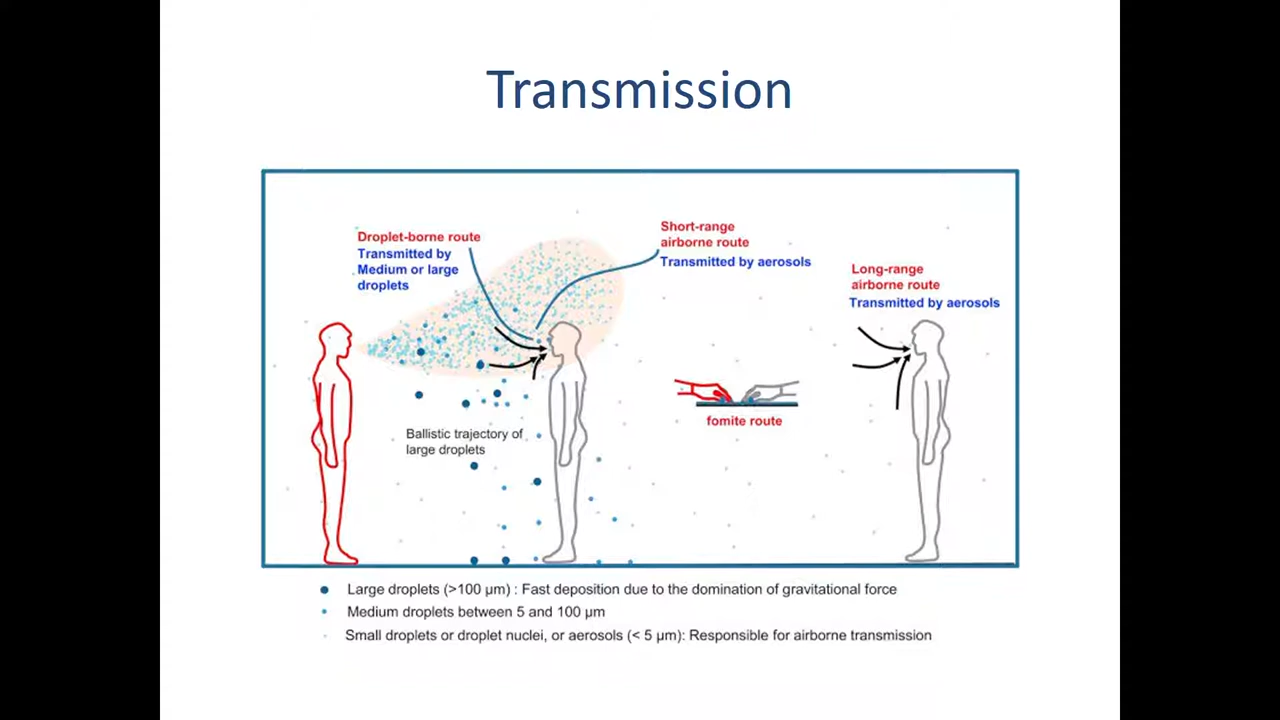 Transmission
Droplet-borne route
Transmitted by
Medium or large
droplets
Short-range
airborne route
Transmitted by aerosols
Long-range
airborne route
Transmitted by aerosols
Ballistic trajectory of
large droplets
fomite route
Large droplets (>100 µm) : Fast deposition due to the domination of gravitational force
Medium droplets between 5 and 100 µm
Small droplets or droplet nuclei, or aerosols (< 5 µm): Responsible for airborne transmission